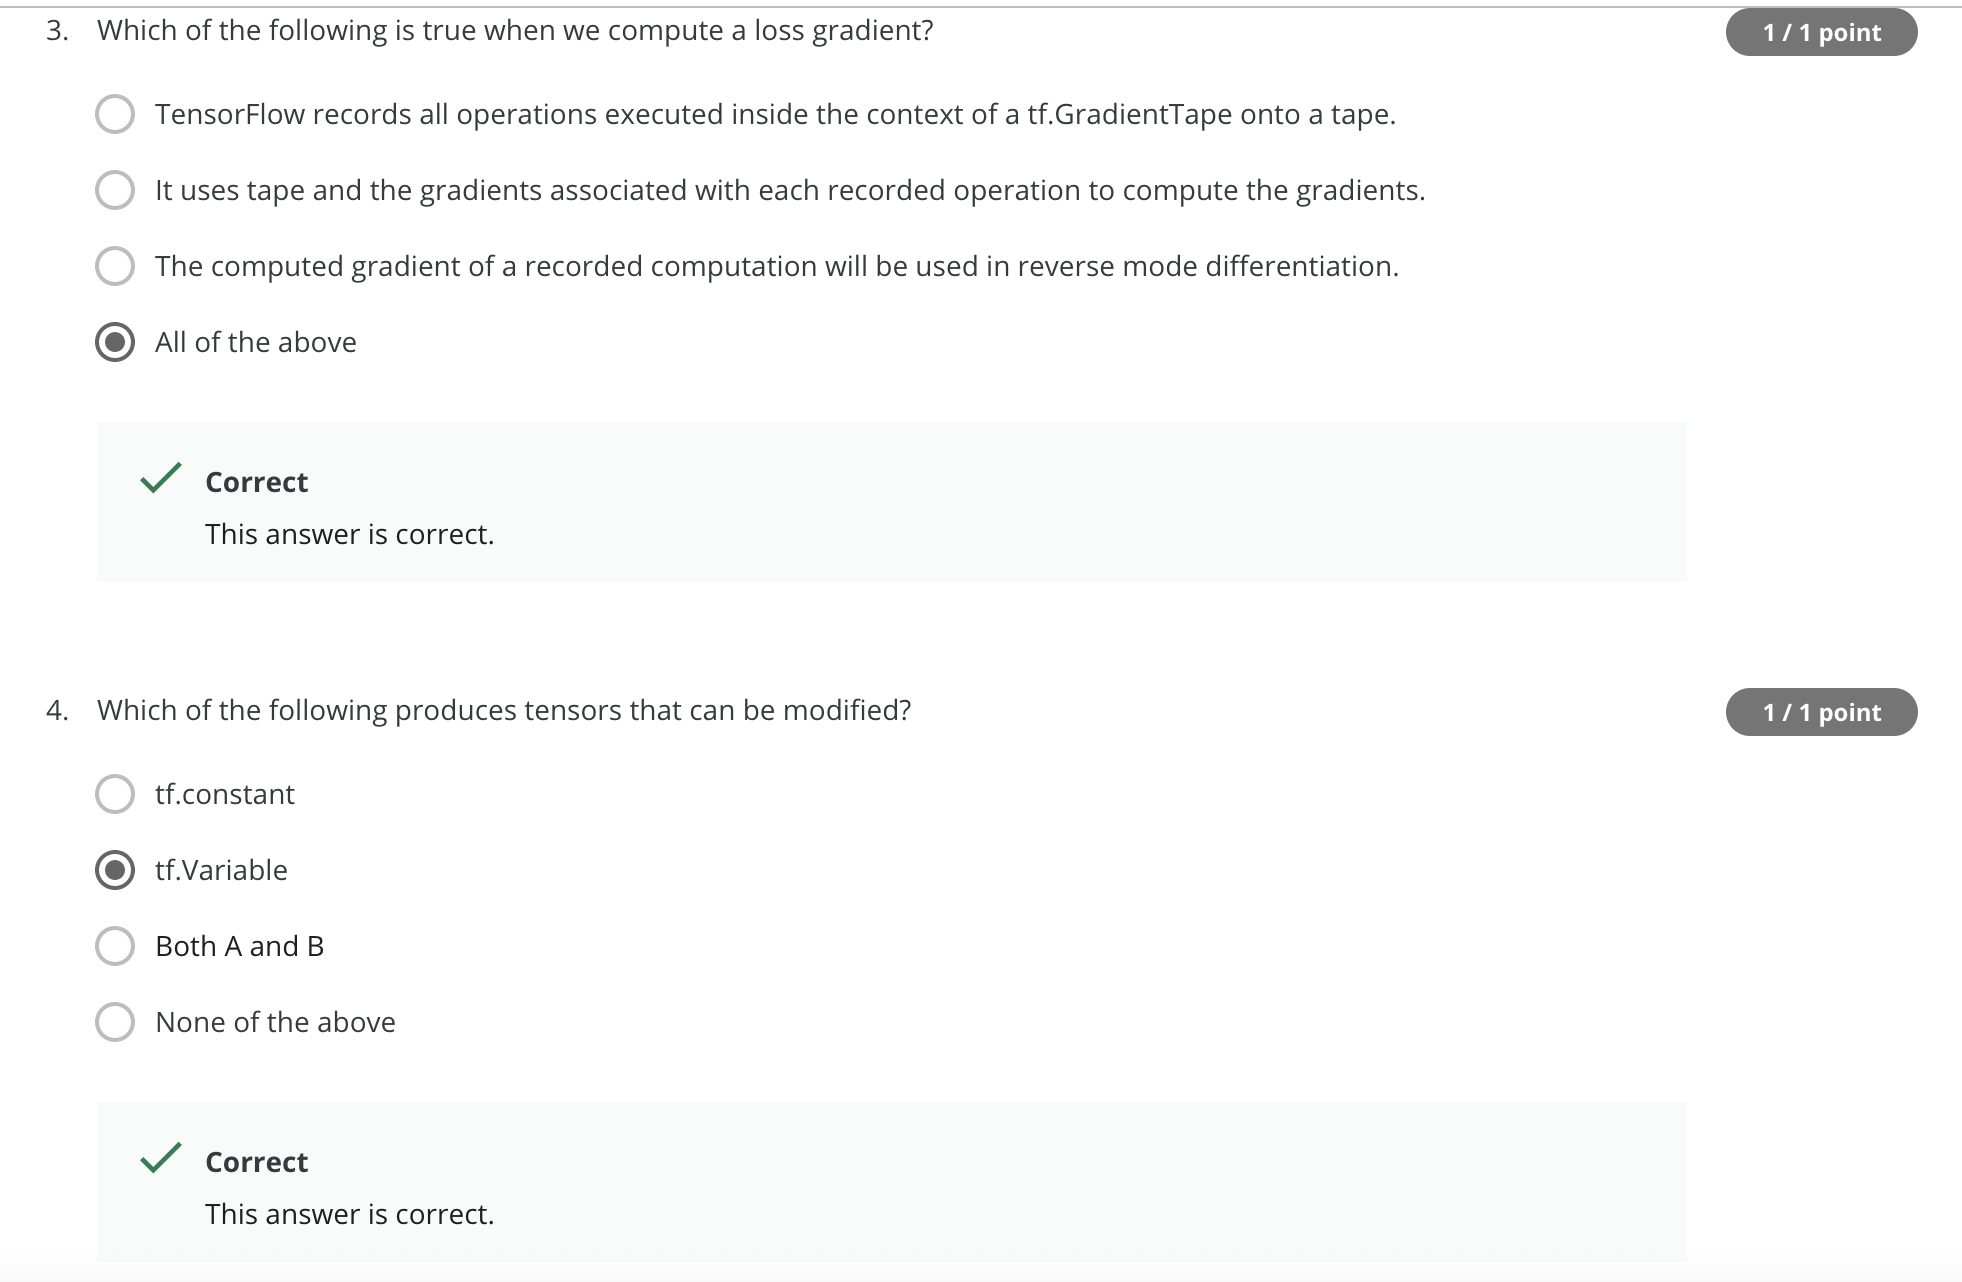 3. Which of the following is true when we compute a loss gradient?
1 / 1 point
TensorFlow records all operations executed inside the context of a tf.GradientTape onto a tape.
It uses tape and the gradients associated with each recorded operation to compute the gradients.
The computed gradient of a recorded computation will be used in reverse mode differentiation.
All of the above
Correct
This answer is correct.
4. Which of the following produces tensors that can be modified?
1 / 1 point
tf.constant
tf.Variable
Both A and B
None of the above
Correct
This answer is correct.